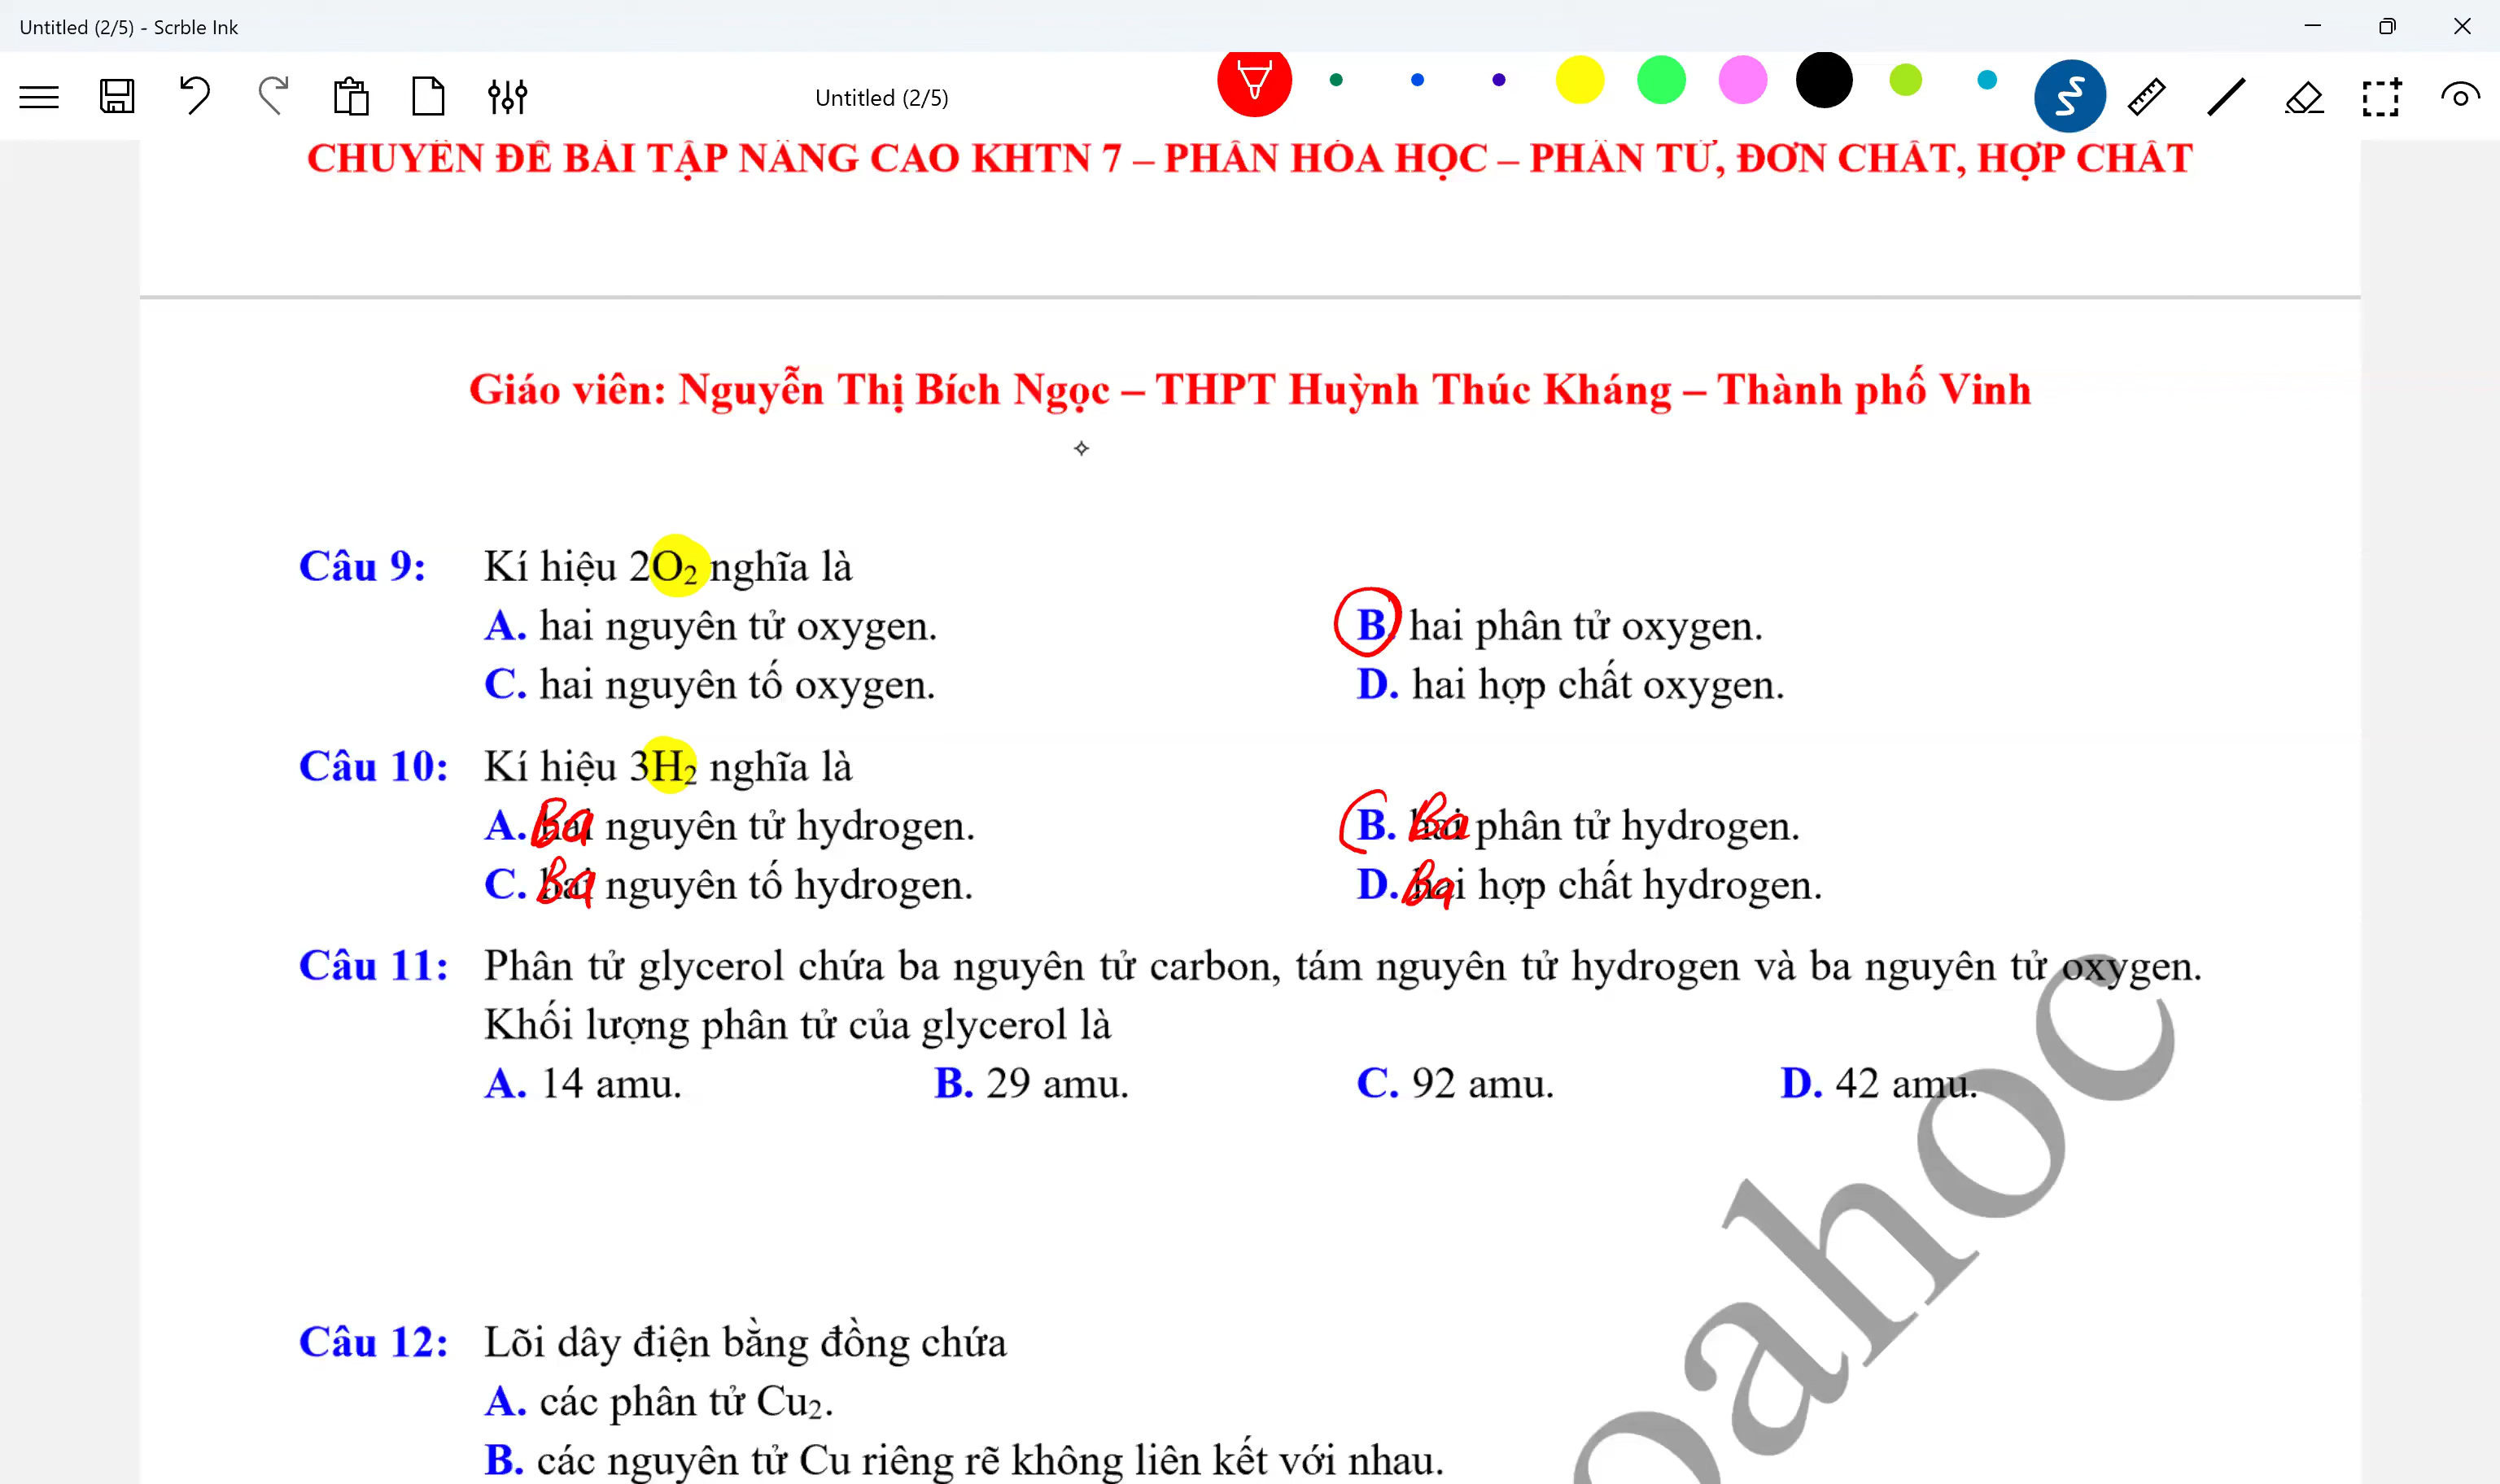 Untitled (2/5) - Scrble Ink
Untitled (2/5)
CHUYÊN ĐỀ BÀI TẬP NÂNG CAO KHTN 7 – PHẦN HÓA HỌC – PHÂN TỬ, ĐƠN CHẤT, HỢP CHẤT
Giáo viên: Nguyễn Thị Bích Ngọc – THPT Huỳnh Thúc Kháng – Thành phố Vinh
Câu 9: Kí hiệu 2O₂ nghĩa là
A. hai nguyên tử oxygen. B. hai phân tử oxygen.
C. hai nguyên tố oxygen. D. hai hợp chất oxygen.
Câu 10: Kí hiệu 3H₂ nghĩa là
A. Ba hai nguyên tử hydrogen. B. Ba hai phân tử hydrogen.
C. Ba hai nguyên tố hydrogen. D. Ba hai hợp chất hydrogen.
Câu 11: Phân tử glycerol chứa ba nguyên tử carbon, tám nguyên tử hydrogen và ba nguyên tử oxygen.
Khối lượng phân tử của glycerol là
A. 14 amu. B. 29 amu. C. 92 amu. D. 42 amu.
Câu 12: Lõi dây điện bằng đồng chứa
A. các phân tử Cu₂.
B. các nguyên tử Cu riêng rẽ không liên kết với nhau.
oahoc